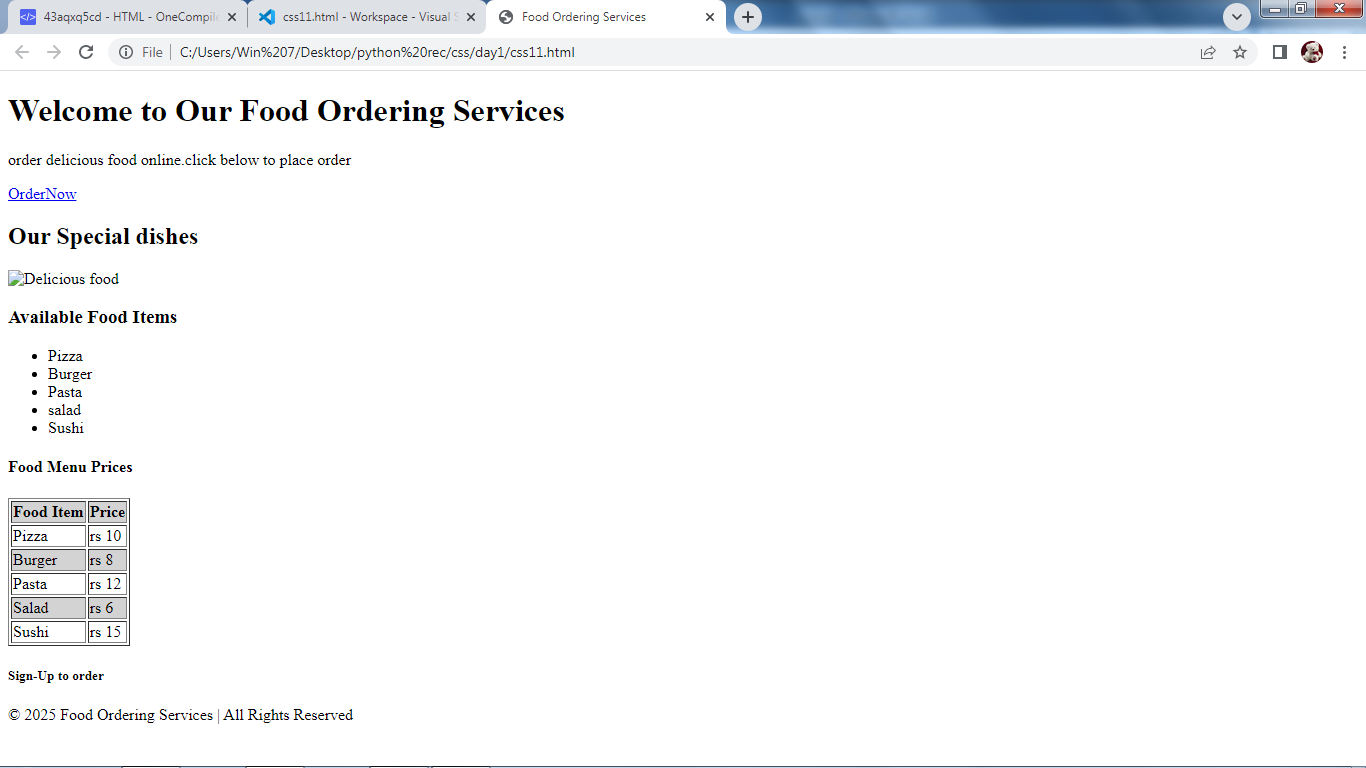 43aqxq5cd - HTML - OneCompile
css11.html - Workspace - Visual S
Food Ordering Services
File
C:/Users/Win%207/Desktop/python%20rec/css/day1/css11.html
Welcome to Our Food Ordering Services
order delicious food online.click below to place order
OrderNow
Our Special dishes
Delicious food
Available Food Items
Pizza
Burger
Pasta
salad
Sushi
Food Menu Prices
Food Item Price
Pizza rs 10
Burger rs 8
Pasta rs 12
Salad rs 6
Sushi rs 15
Sign-Up to order
© 2025 Food Ordering Services | All Rights Reserved